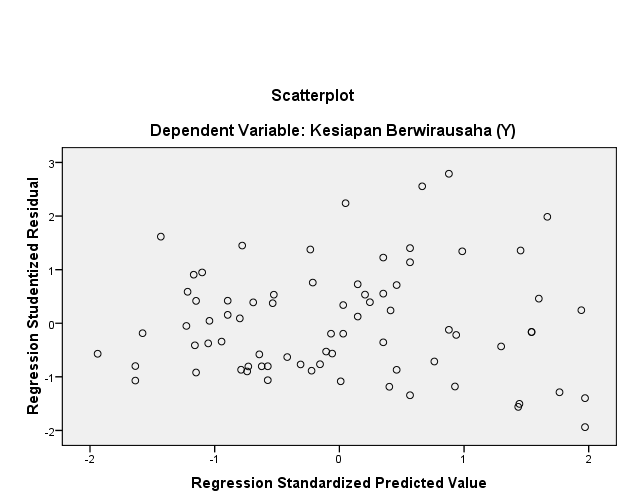 Scatterplot
Dependent Variable: Kesiapan Berwirausaha (Y)
Regression Studentized Residual
3
2
1
0
-1
-2
-2
-1
0
1
2
Regression Standardized Predicted Value